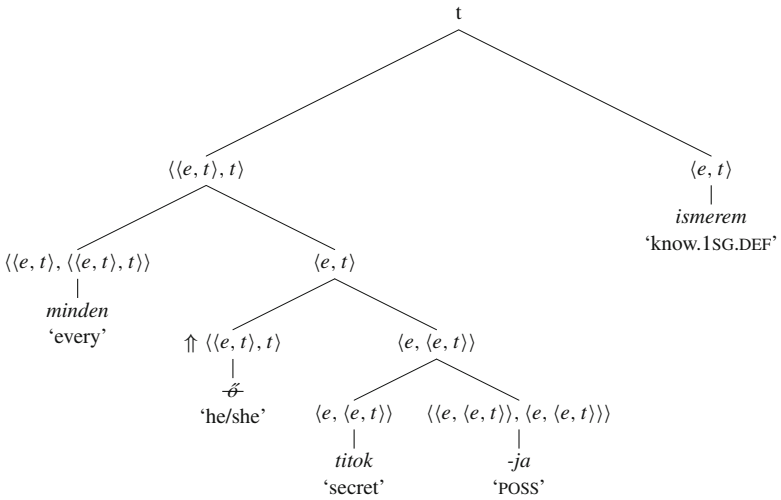 t
⟨⟨e, t⟩, t⟩ ⟨e, t⟩
ismerem
‘know.1SG.DEF’
⟨⟨e, t⟩, ⟨⟨e, t⟩, t⟩⟩ ⟨e, t⟩
minden
‘every’
⇑ ⟨⟨e, t⟩, t⟩ ⟨e, ⟨e, t⟩⟩
ő
‘he/she’
⟨e, ⟨e, t⟩⟩ ⟨⟨e, ⟨e, t⟩⟩, ⟨e, ⟨e, t⟩⟩⟩
titok -ja
‘secret’ ‘POSS’